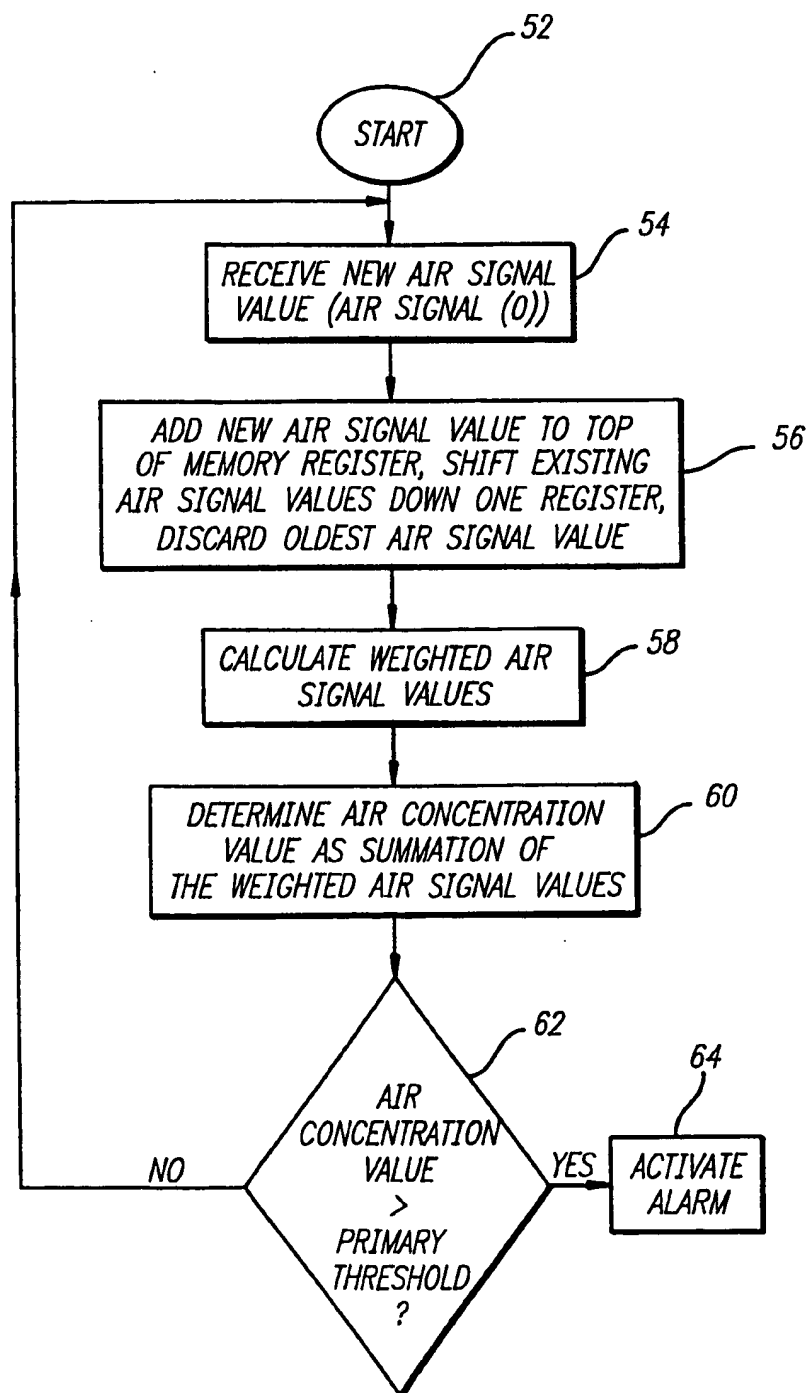 52
START
54
RECEIVE NEW AIR SIGNAL
VALUE (AIR SIGNAL (0))
56
ADD NEW AIR SIGNAL VALUE TO TOP
OF MEMORY REGISTER, SHIFT EXISTING
AIR SIGNAL VALUES DOWN ONE REGISTER,
DISCARD OLDEST AIR SIGNAL VALUE
58
CALCULATE WEIGHTED AIR
SIGNAL VALUES
60
DETERMINE AIR CONCENTRATION
VALUE AS SUMMATION OF
THE WEIGHTED AIR SIGNAL VALUES
62
AIR
CONCENTRATION
VALUE
>
PRIMARY
THRESHOLD
?
NO
YES
64
ACTIVATE
ALARM